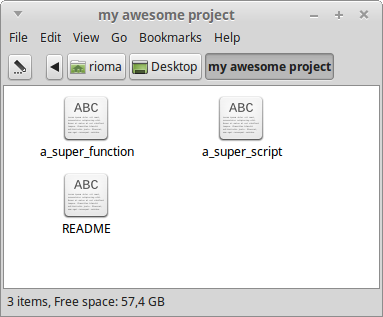 my awesome project
File Edit View Go Bookmarks Help
rioma Desktop my awesome project
ABC ABC
a_super_function a_super_script
ABC
README
3 items, Free space: 57,4 GB